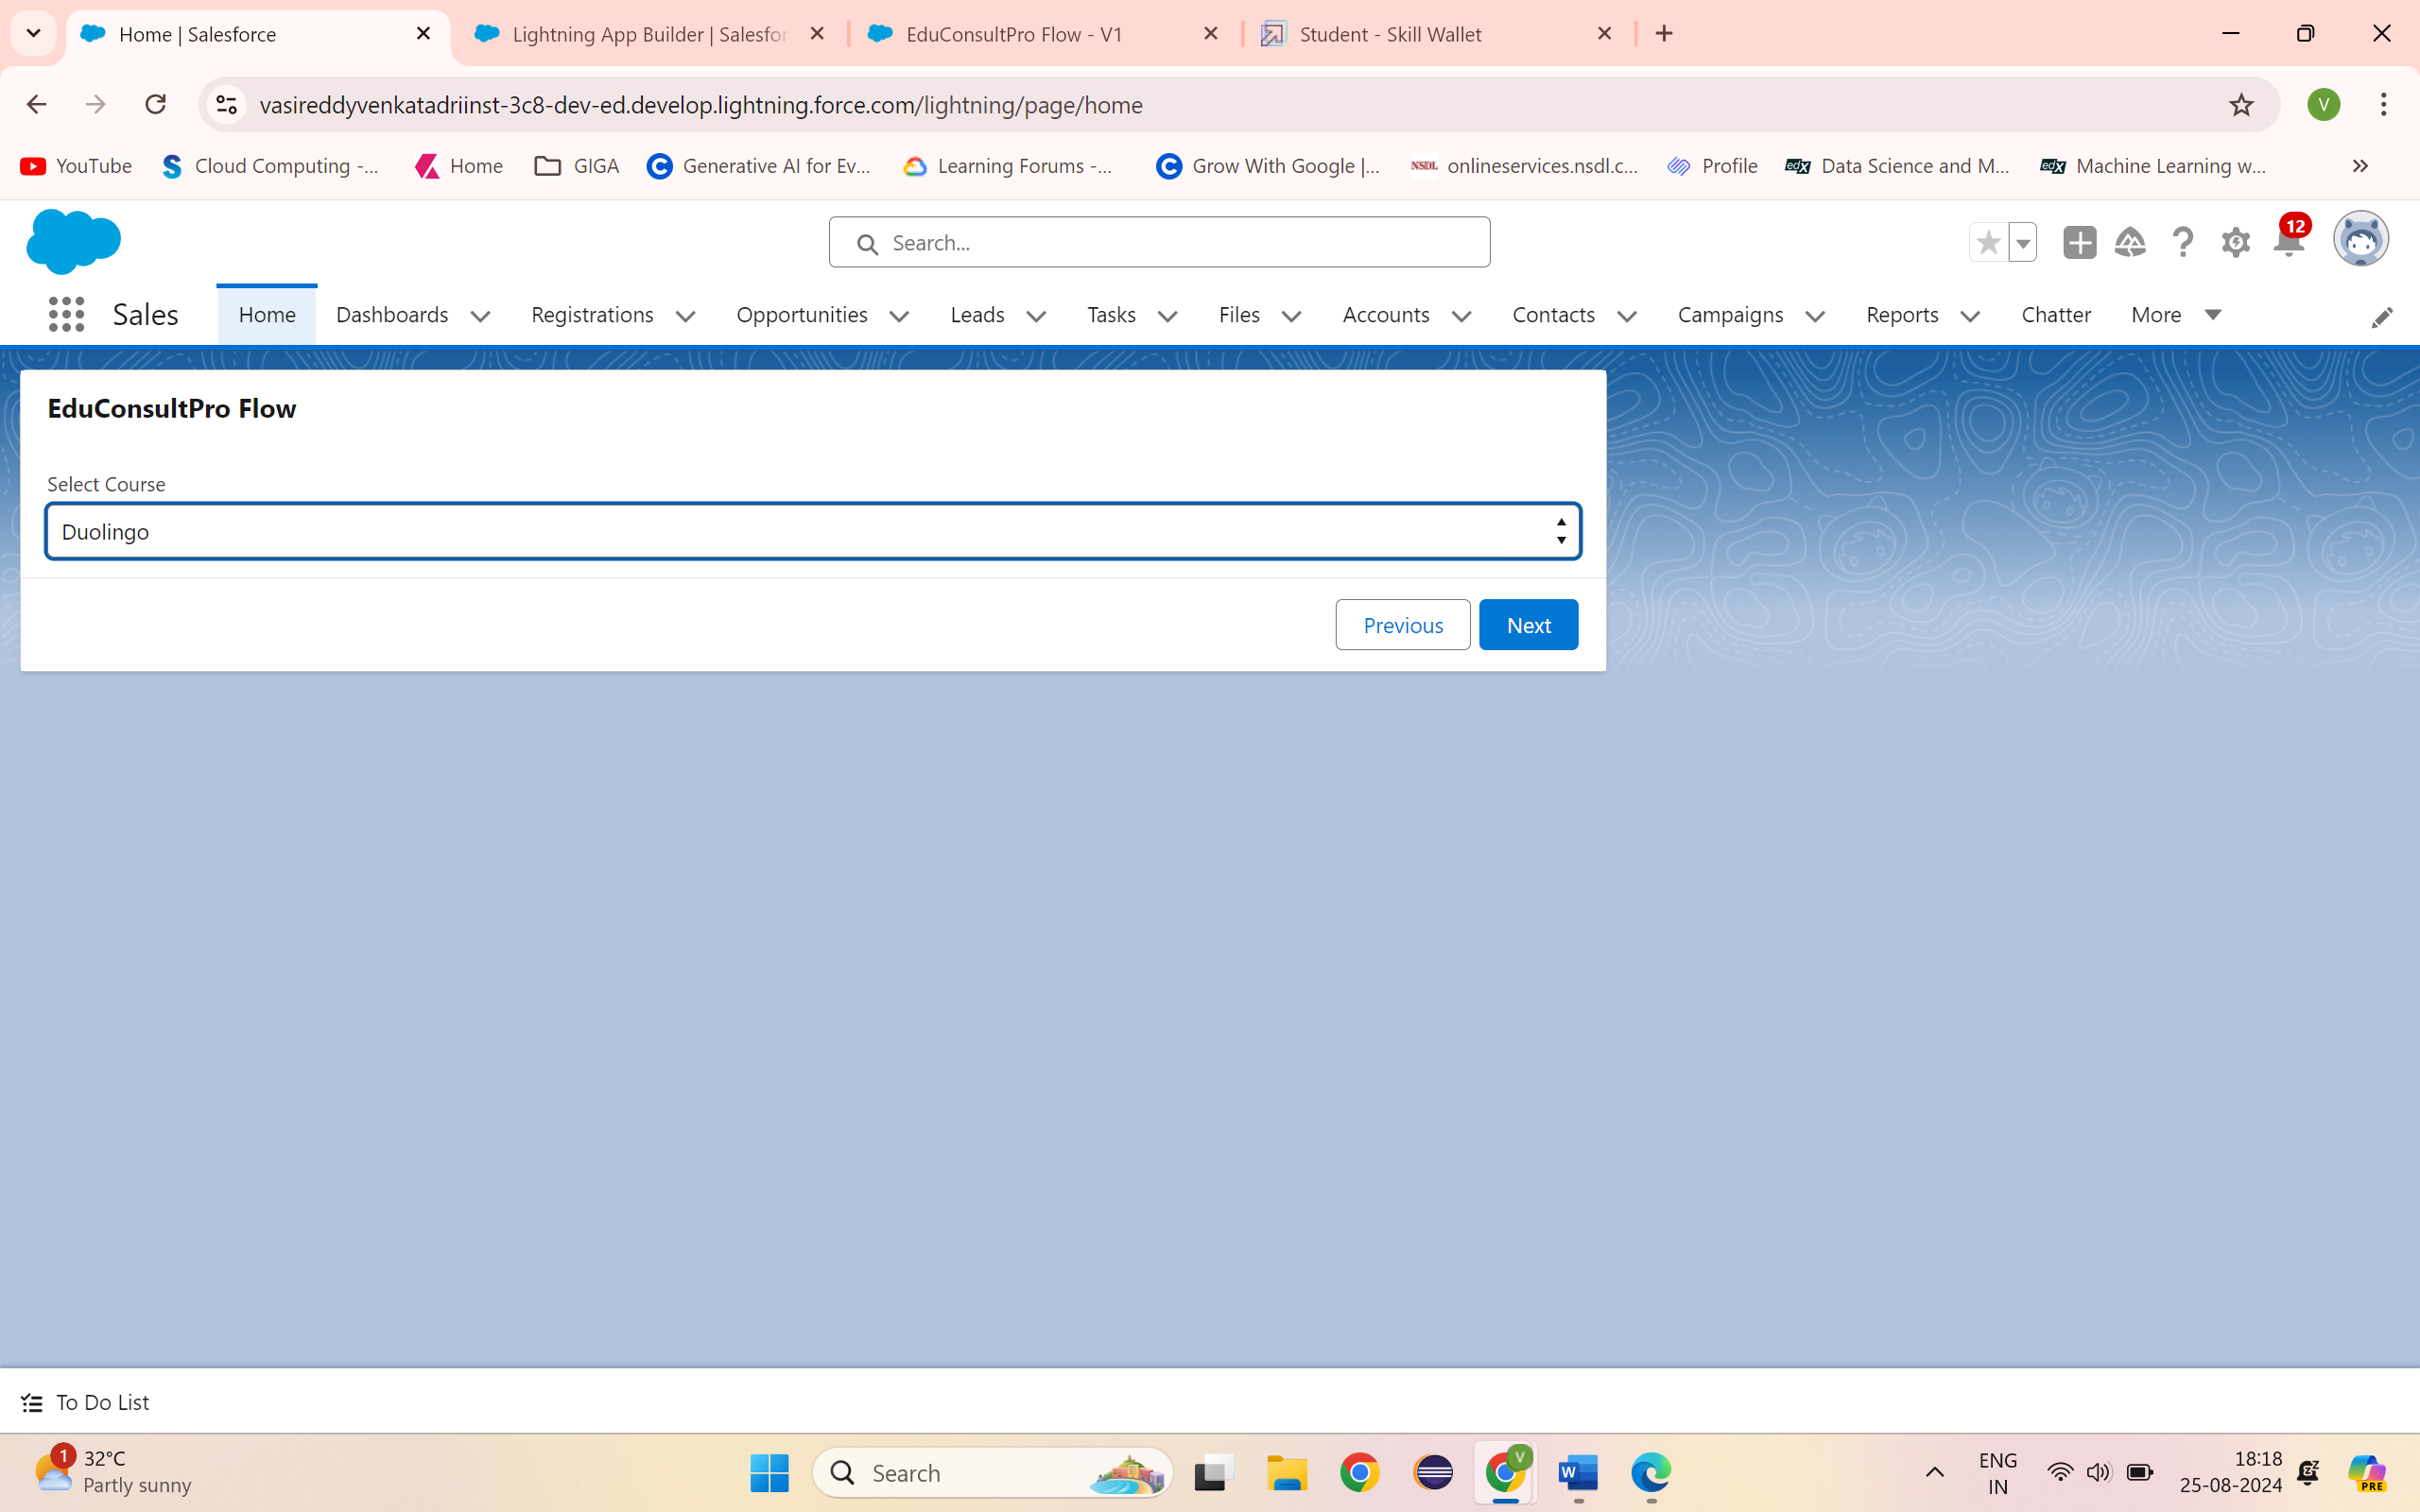 Home | Salesforce
Lightning App Builder | Salesfor
EduConsultPro Flow - V1
Student - Skill Wallet
vasireddyvenkatadriinst-3c8-dev-ed.develop.lightning.force.com/lightning/page/home
V
YouTube
Cloud Computing -...
Home
GIGA
Generative AI for Ev...
Learning Forums -...
Grow With Google |...
NSDL onlineservices.nsdl.c...
Profile
edX Data Science and M...
edX Machine Learning w...
Search...
12
Sales
Home
Dashboards
Registrations
Opportunities
Leads
Tasks
Files
Accounts
Contacts
Campaigns
Reports
Chatter
More
EduConsultPro Flow
Select Course
Duolingo
Previous
Next
To Do List
1
32°C
Partly sunny
Search
V
W
ENG
IN
18:18
25-08-2024
PRE